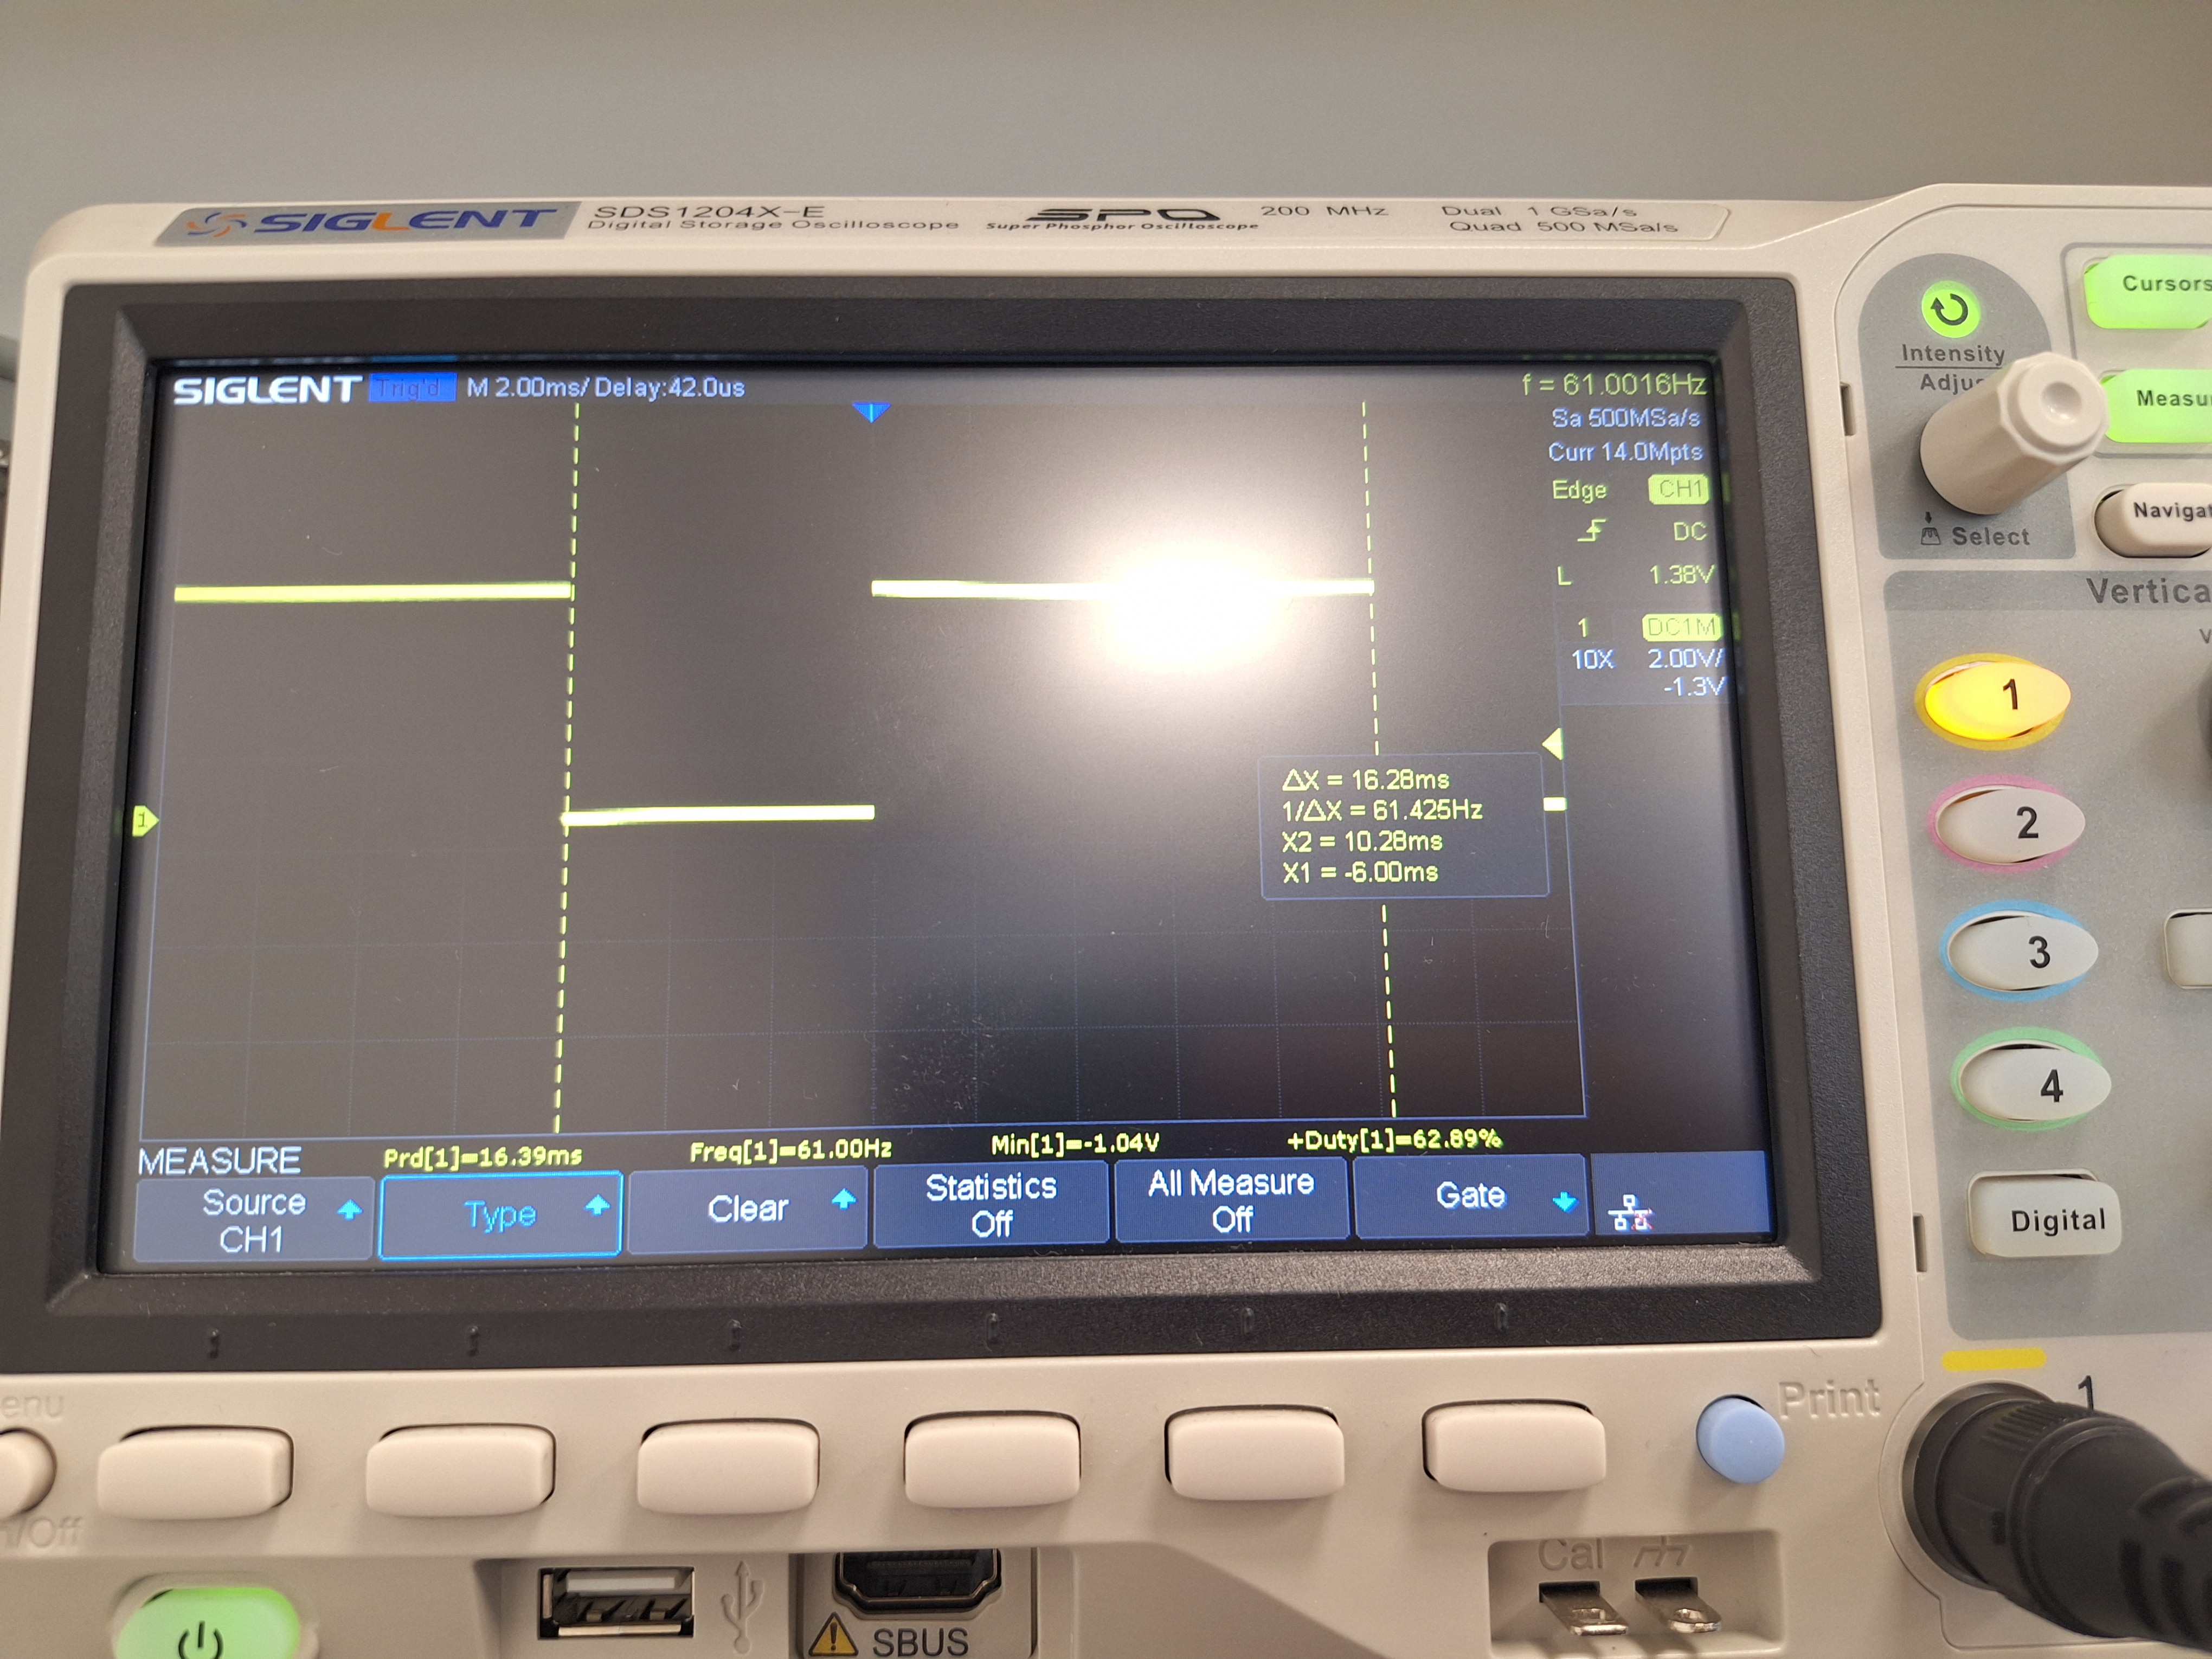 SIGLENT SDS1204X-E SPO 200 MHz Dual 1 GSa/s
Digital Storage Oscilloscope Super Phosphor Oscilloscope Quad 500 MSa/s
Cursors
Intensity
SIGLENT Trig'd M 2.00ms/ Delay:42.0us f = 61.0016Hz
Sa 500MSa/s
Curr 14.0Mpts
Edge CH1
DC
L 1.38V
1 DC1M
10X 2.00V/
-1.3V
Select
1
ΔX = 16.28ms
1/ΔX = 61.425Hz
X2 = 10.28ms
X1 = -6.00ms
MEASURE Prd[1]=16.39ms Freq[1]=61.00Hz Min[1]=-1.04V +Duty[1]=62.89%
Source
CH1
Type
Clear
Statistics
Off
All Measure
Off
Gate
1
2
3
4
Digital
1
Print
Cal
SBUS